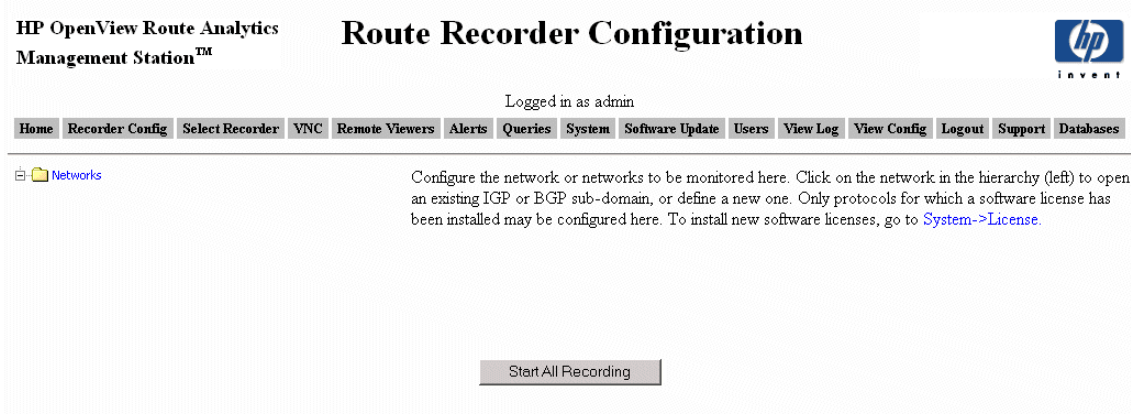 HP OpenView Route Analytics
Management Station™
Route Recorder Configuration
hp
invent
Logged in as admin
Home Recorder Config Select Recorder VNC Remote Viewers Alerts Queries System Software Update Users View Log View Config Logout Support Databases
Networks
Configure the network or networks to be monitored here. Click on the network in the hierarchy (left) to open
an existing IGP or BGP sub-domain, or define a new one. Only protocols for which a software license has
been installed may be configured here. To install new software licenses, go to System->License.
Start All Recording